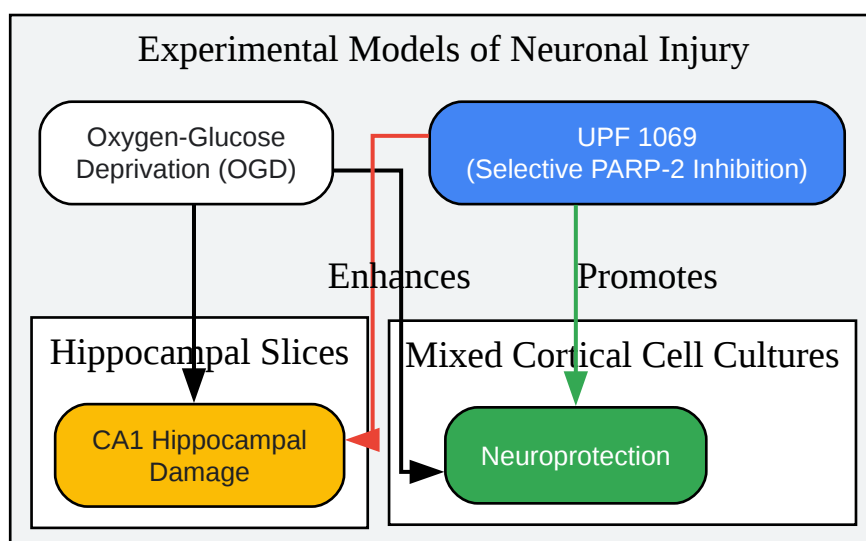 Experimental Models of Neuronal Injury
Oxygen-Glucose
Deprivation (OGD)
UPF 1069
(Selective PARP-2 Inhibition)
Enhances
Promotes
Hippocampal Slices
Mixed Cortical Cell Cultures
CA1 Hippocampal
Damage
Neuroprotection